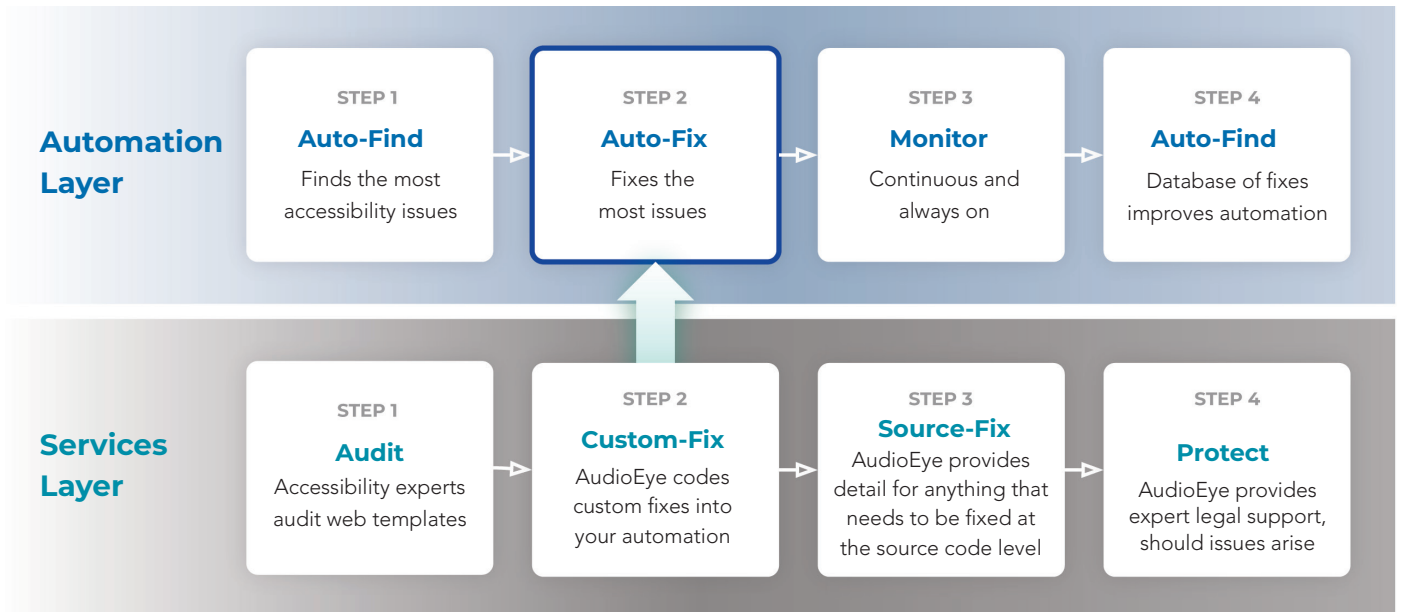 Automation
Layer
STEP 1
Auto-Find
Finds the most
accessibility issues
STEP 2
Auto-Fix
Fixes the
most issues
STEP 3
Monitor
Continuous and
always on
STEP 4
Auto-Find
Database of fixes
improves automation
Services
Layer
STEP 1
Audit
Accessibility experts
audit web templates
STEP 2
Custom-Fix
AudioEye codes
custom fixes into
your automation
STEP 3
Source-Fix
AudioEye provides
detail for anything that
needs to be fixed at
the source code level
STEP 4
Protect
AudioEye provides
expert legal support,
should issues arise